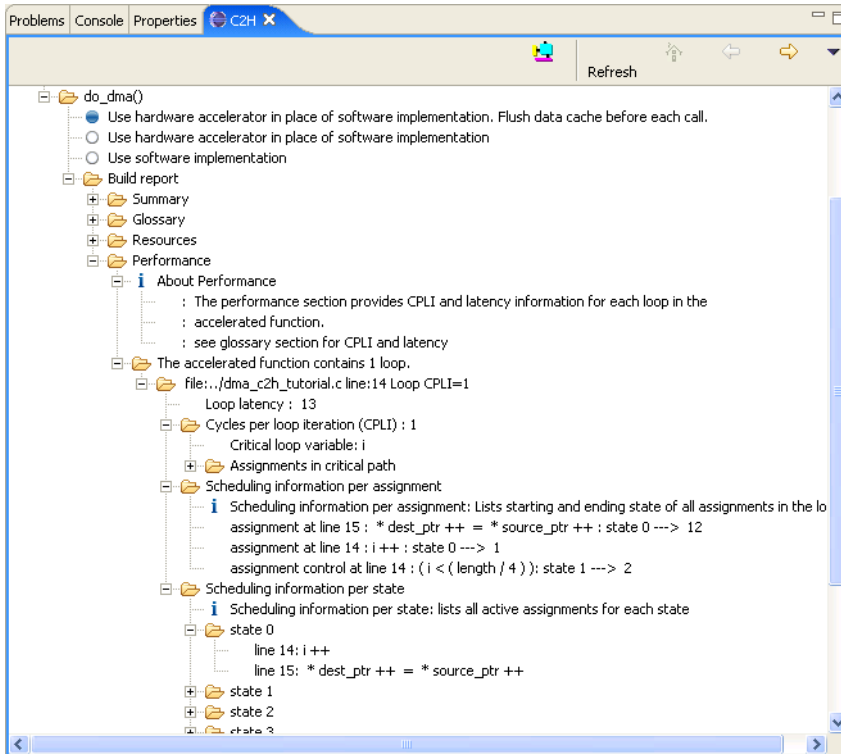 Problems Console Properties C2H
Refresh
do_dma()
Use hardware accelerator in place of software implementation. Flush data cache before each call.
Use hardware accelerator in place of software implementation
Use software implementation
Build report
Summary
Glossary
Resources
Performance
i About Performance
: The performance section provides CPLI and latency information for each loop in the
: accelerated function.
: see glossary section for CPLI and latency
The accelerated function contains 1 loop.
file:../dma_c2h_tutorial.c line:14 Loop CPLI=1
Loop latency : 13
Cycles per loop iteration (CPLI) : 1
Critical loop variable: i
Assignments in critical path
Scheduling information per assignment
i Scheduling information per assignment: Lists starting and ending state of all assignments in the lo
assignment at line 15 : * dest_ptr ++ = * source_ptr ++ : state 0 ---> 12
assignment at line 14 : i ++ : state 0 ---> 1
assignment control at line 14 : ( i < ( length / 4 ) ): state 1 ---> 2
Scheduling information per state
i Scheduling information per state: lists all active assignments for each state
state 0
line 14: i ++
line 15: * dest_ptr ++ = * source_ptr ++
state 1
state 2
state 3